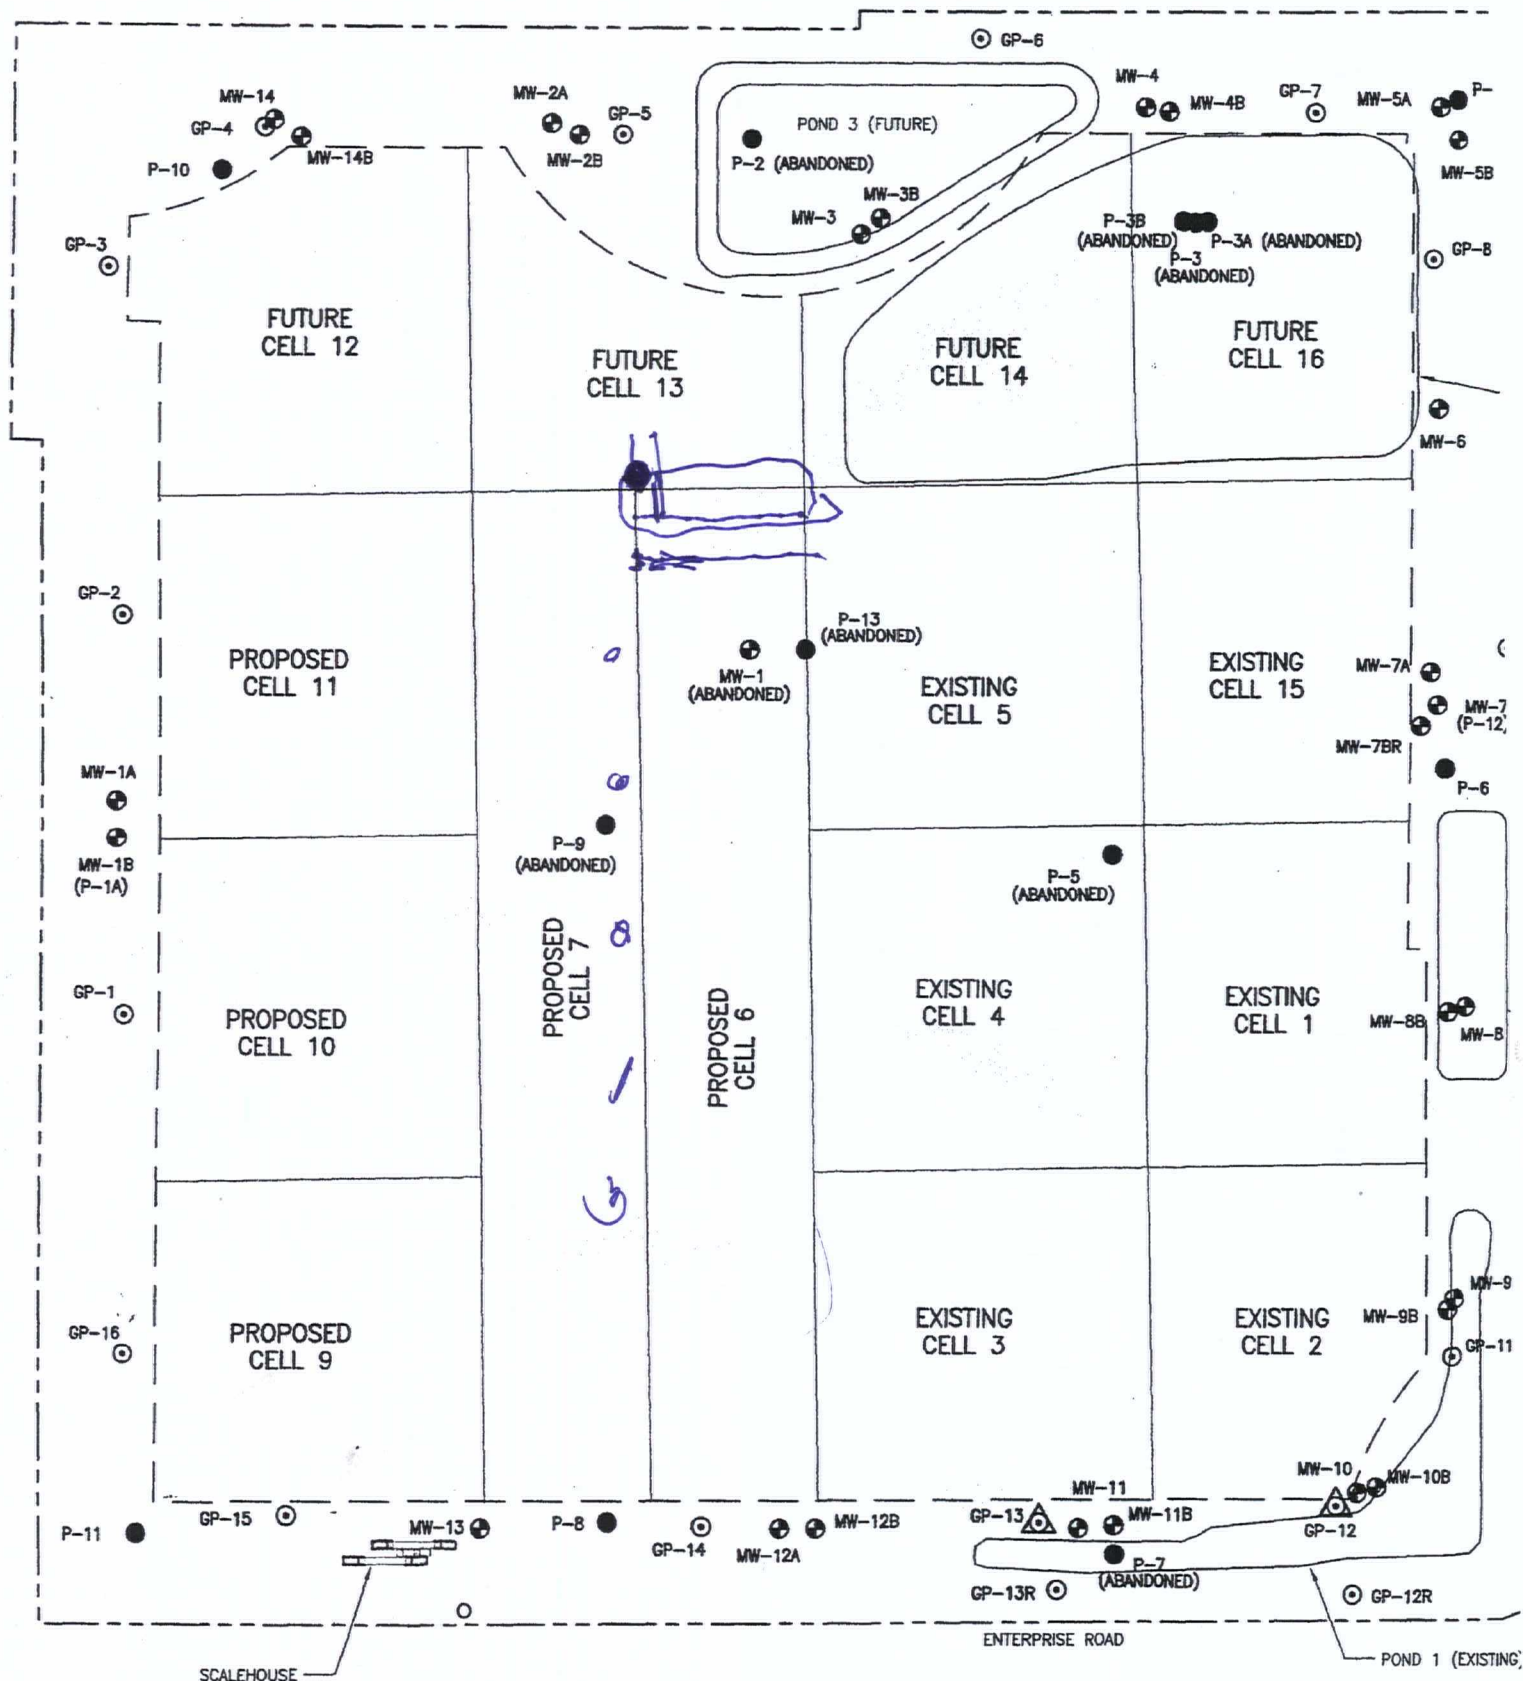 GP-6
MW-4
MW-4B
GP-7
MW-5A
P-
MW-14
GP-4
MW-14B
P-10
MW-2A
MW-2B
GP-5
POND 3 (FUTURE)
P-2 (ABANDONED)
MW-3B
MW-3
MW-5B
P-3B
(ABANDONED)
P-3A (ABANDONED)
P-3
(ABANDONED)
GP-3
GP-8
FUTURE
CELL 12
FUTURE
CELL 13
FUTURE
CELL 14
FUTURE
CELL 16
MW-6
GP-2
PROPOSED
CELL 11
MW-1
(ABANDONED)
P-13
(ABANDONED)
EXISTING
CELL 5
EXISTING
CELL 15
MW-7A
MW-7
(P-12)
MW-7BR
P-6
MW-1A
MW-1B
(P-1A)
P-9
(ABANDONED)
P-5
(ABANDONED)
PROPOSED
CELL 7
PROPOSED
CELL 6
GP-1
PROPOSED
CELL 10
EXISTING
CELL 4
EXISTING
CELL 1
MW-8B
MW-8
GP-16
PROPOSED
CELL 9
EXISTING
CELL 3
EXISTING
CELL 2
MW-9
MW-9B
GP-11
MW-10
MW-10B
P-11
GP-15
MW-13
P-8
GP-14
MW-12A
MW-12B
GP-13
MW-11
MW-11B
GP-12
P-7
(ABANDONED)
GP-13R
GP-12R
ENTERPRISE ROAD
SCALEHOUSE
POND 1 (EXISTING)